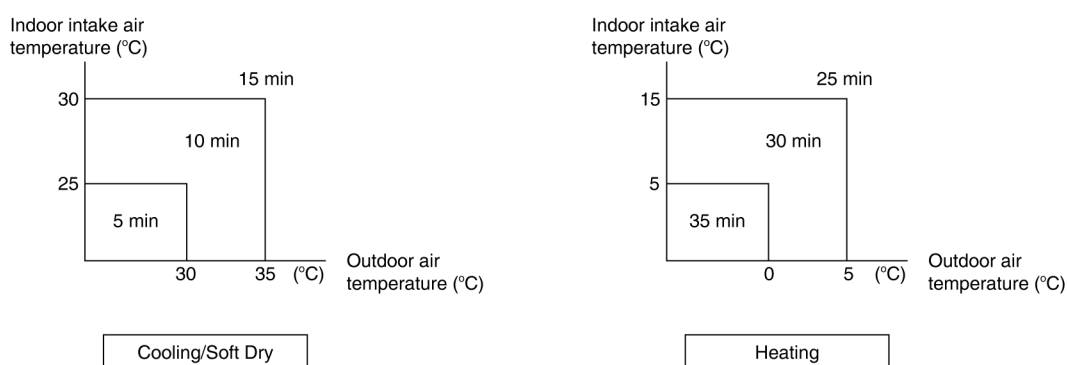 Indoor intake air
temperature (°C)
15 min
30
10 min
25
5 min
30 35 (°C)
Outdoor air
temperature (°C)
Cooling/Soft Dry
Indoor intake air
temperature (°C)
25 min
15
30 min
5
35 min
0 5 (°C)
Outdoor air
temperature (°C)
Heating